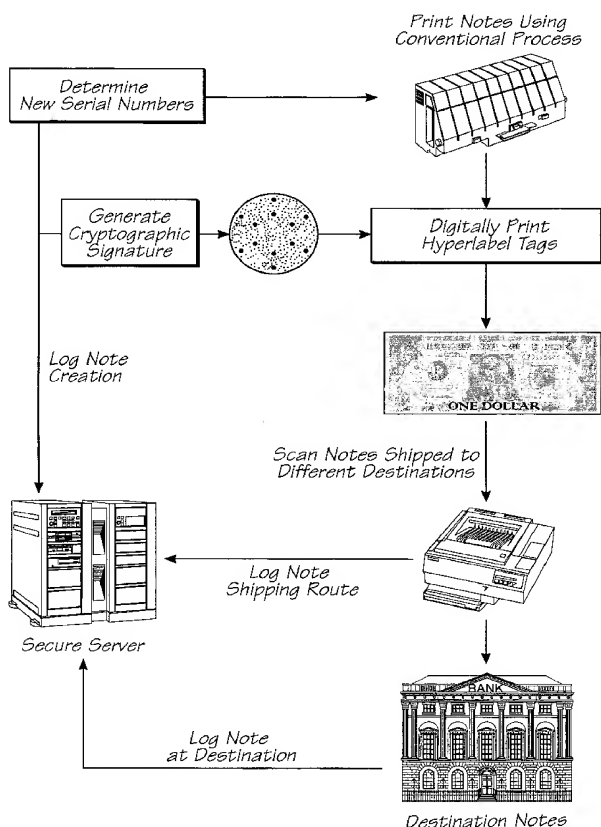 Print Notes Using
Conventional Process
Determine
New Serial Numbers
Generate
Cryptographic
Signature
Digitally Print
Hyperlabel Tags
Log Note
Creation
ONE DOLLAR
Scan Notes Shipped to
Different Destinations
Log Note
Shipping Route
Secure Server
BANK
Log Note
at Destination
Destination Notes